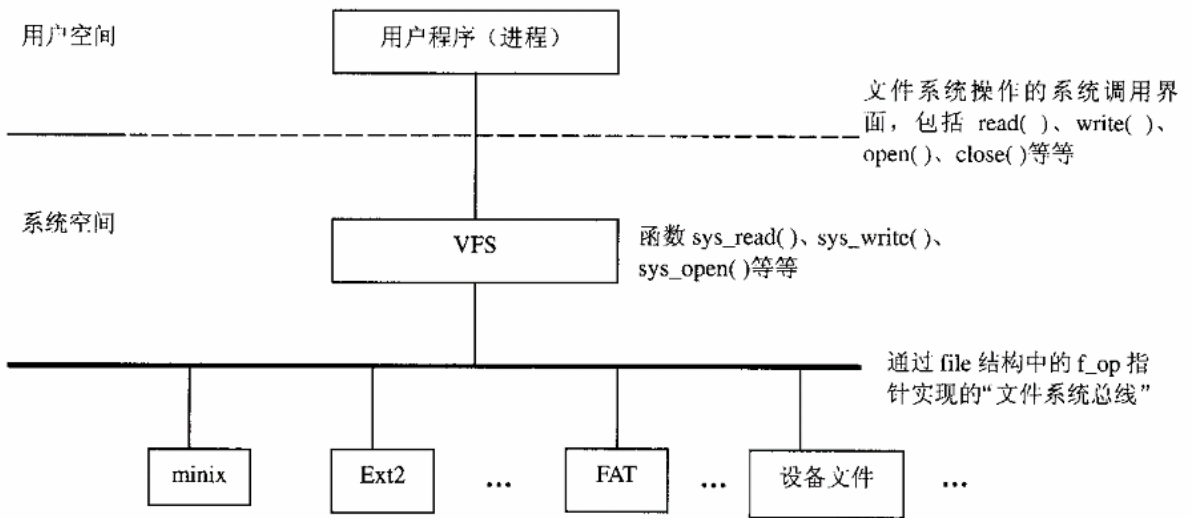 用户空间
用户程序（进程）
文件系统操作的系统调用界
面，包括 read( )、write( )、
open( )、close( )等等
系统空间
VFS
函数 sys_read( )、sys_write( )、
sys_open( )等等
通过 file 结构中的 f_op 指
针实现的“文件系统总线”
minix
Ext2
...
FAT
...
设备文件
...